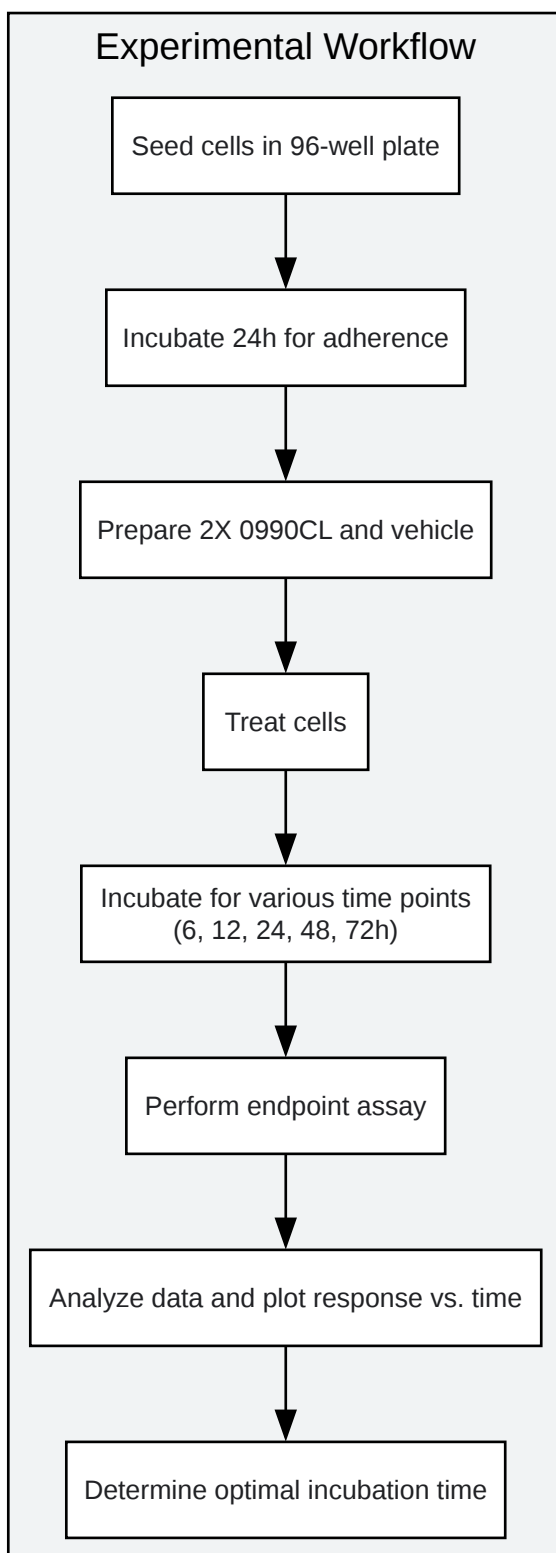 Experimental Workflow
Seed cells in 96-well plate
Incubate 24h for adherence
Prepare 2X 0990CL and vehicle
Treat cells
Incubate for various time points
(6, 12, 24, 48, 72h)
Perform endpoint assay
Analyze data and plot response vs. time
Determine optimal incubation time